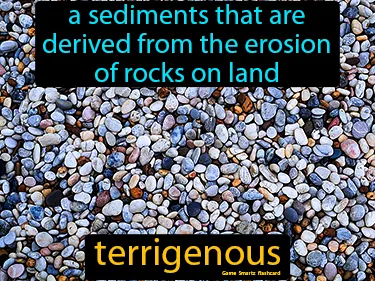 a sediments that are
derived from the erosion
of rocks on land
terrigenous
Game Smartz flashcard